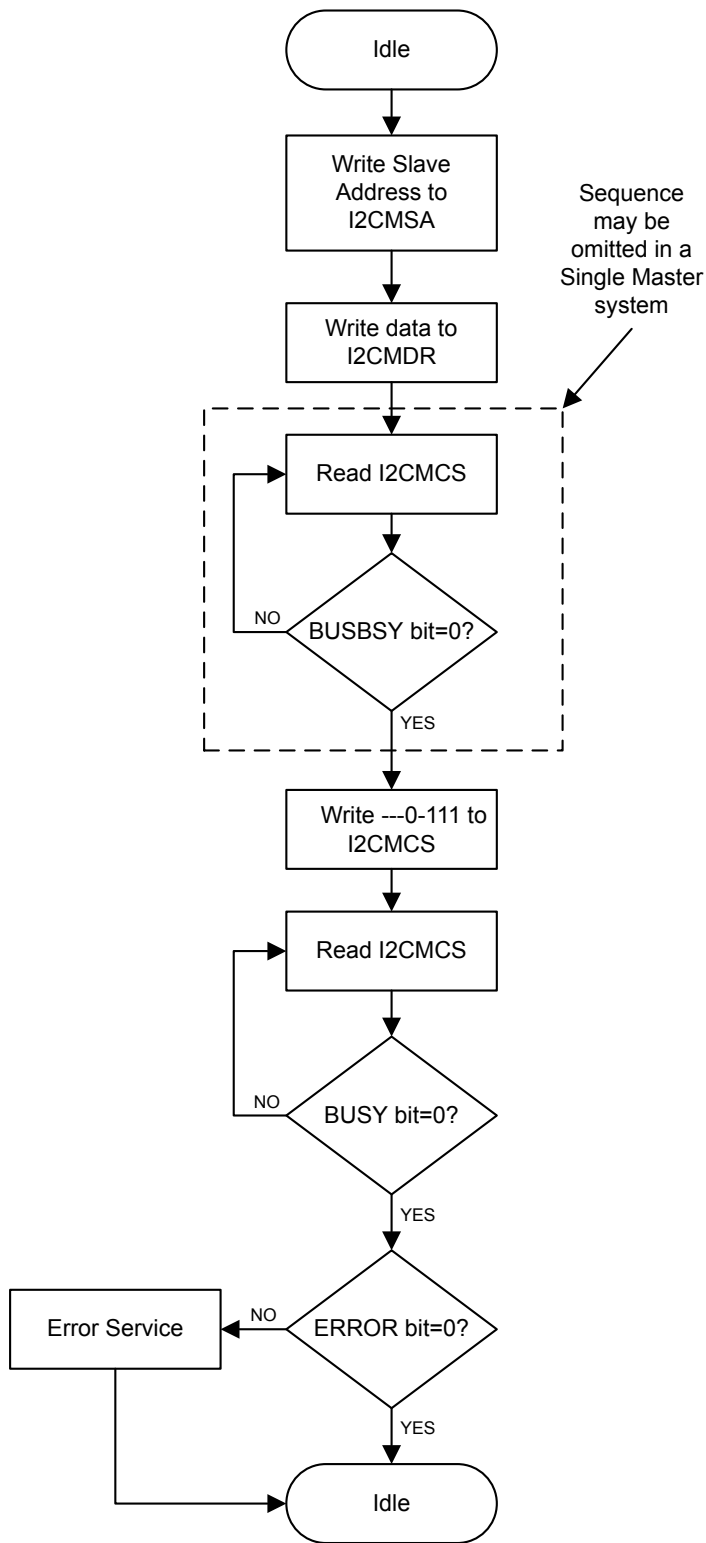 Idle
Write Slave
Address to
I2CMSA
Sequence
may be
omitted in a
Single Master
system
Write data to
I2CMDR
Read I2CMCS
NO
BUSBSY bit=0?
YES
Write ---0-111 to
I2CMCS
Read I2CMCS
NO
BUSY bit=0?
YES
Error Service
NO
ERROR bit=0?
YES
Idle